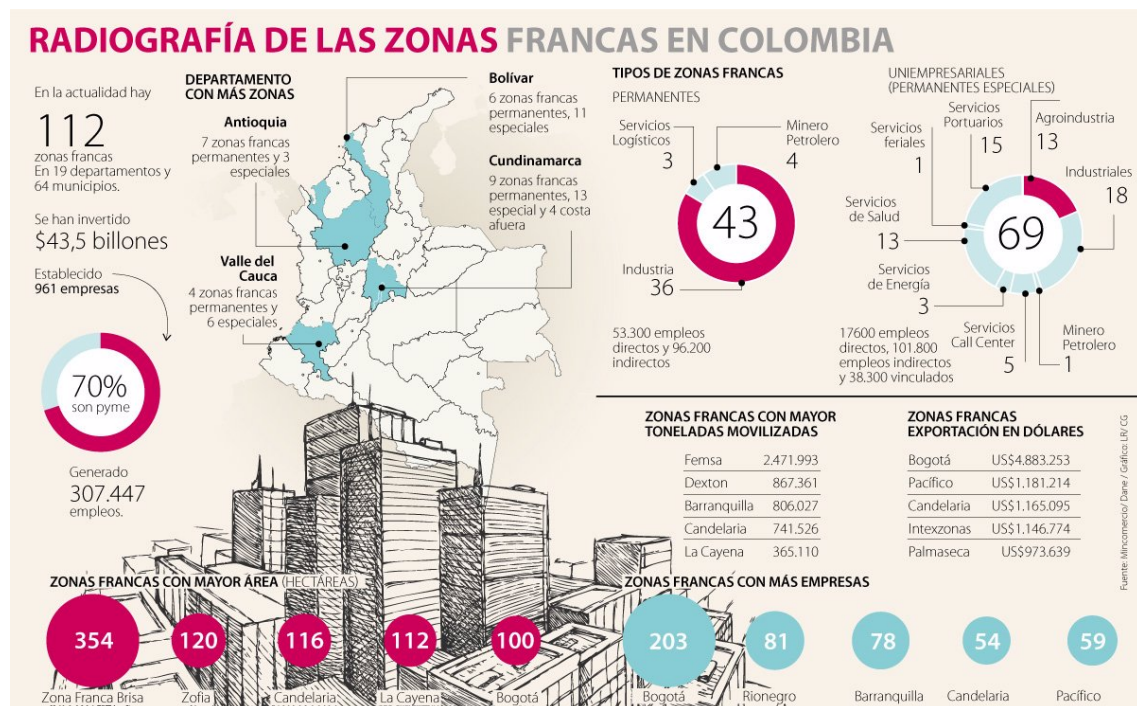 RADIOGRAFÍA DE LAS ZONAS FRANCAS EN COLOMBIA
En la actualidad hay
112
zonas francas
En 19 departamentos y
64 municipios.
Se han invertido
$43,5 billones
Establecido
961 empresas
70%
son pyme
Generado
307.447
empleos.
DEPARTAMENTO
CON MÁS ZONAS
Antioquia
7 zonas francas
permanentes y 3
especiales
Valle del
Cauca
4 zonas francas
permanentes y
6 especiales
Bolívar
6 zonas francas
permanentes, 11
especiales
Cundinamarca
9 zonas francas
permanentes, 13
especial y 4 costa
afuera
TIPOS DE ZONAS FRANCAS
PERMANENTES
Servicios
Logísticos
3
Minero
Petrolero
4
43
Industria
36
53.300 empleos
directos y 96.200
indirectos
UNIEMPRESARIALES
(PERMANENTES ESPECIALES)
Servicios
Portuarios
15
Agroindustria
13
Servicios
feriales
1
Industriales
18
Servicios
de Salud
13
69
Servicios
de Energía
3
Servicios
Call Center
5
Minero
Petrolero
1
17600 empleos
directos, 101.800
empleos indirectos
y 38.300 vinculados
ZONAS FRANCAS CON MAYOR
TONELADAS MOVILIZADAS
Femsa 2.471.993
Dexton 867.361
Barranquilla 806.027
Candelaria 741.526
La Cayena 365.110
ZONAS FRANCAS
EXPORTACIÓN EN DÓLARES
Bogotá US$4.883.253
Pacífico US$1.181.214
Candelaria US$1.165.095
Intexzonas US$1.146.774
Palmaseca US$973.639
Fuente: Mincomercio/ Dane / Gráfico: LR/ CG
ZONAS FRANCAS CON MAYOR ÁREA (HECTÁREAS)
354 120 116 112 100
Zona Franca Brisa Zofia Candelaria La Cayena Bogotá
ZONAS FRANCAS CON MÁS EMPRESAS
203 81 78 54 59
Bogotá Rionegro Barranquilla Candelaria Pacífico